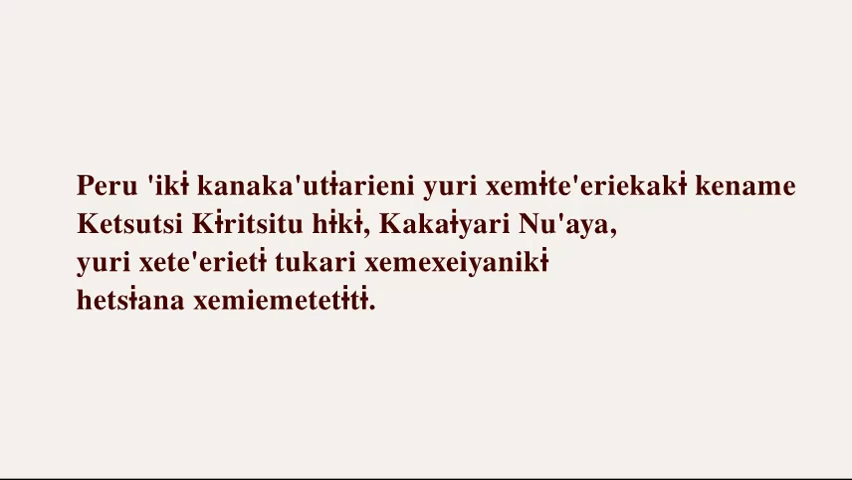 Peru 'ikɨ kanaka'utɨarieni yuri xemɨte'eriekakɨ kename
Ketsutsi Kɨritsitu hɨkɨ, Kakaɨyari Nu'aya,
yuri xete'erietɨ tukari xemexeiyanikɨ
hetsɨana xemiemetetɨtɨ.